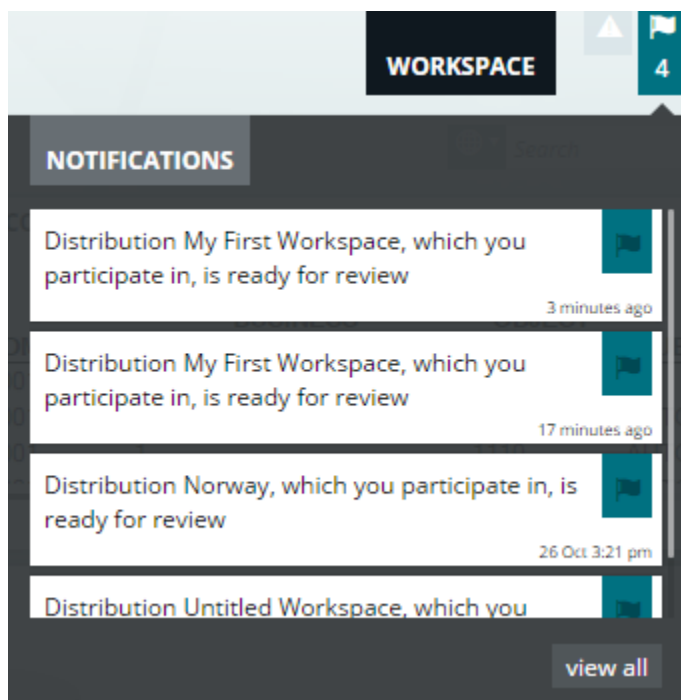 WORKSPACE
4
NOTIFICATIONS
Search
Distribution My First Workspace, which you
participate in, is ready for review
3 minutes ago
Distribution My First Workspace, which you
participate in, is ready for review
17 minutes ago
Distribution Norway, which you participate in, is
ready for review
26 Oct 3:21 pm
Distribution Untitled Workspace, which you
view all